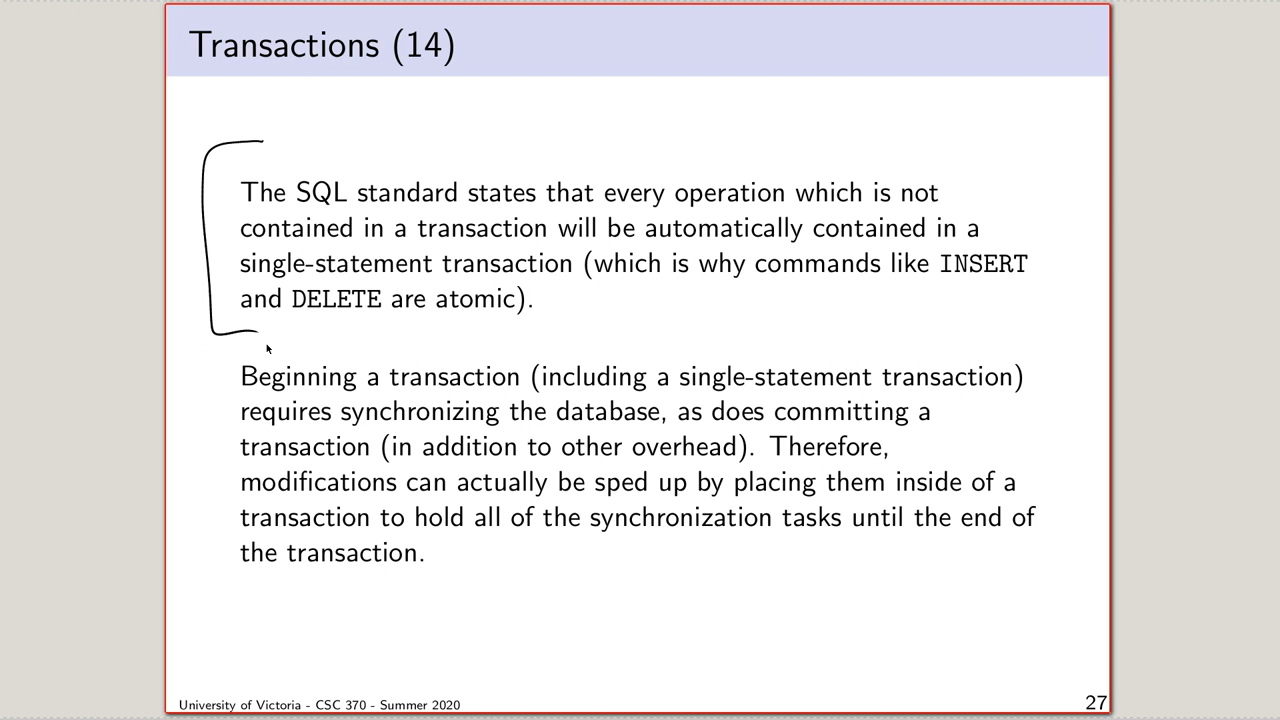 Transactions (14)
The SQL standard states that every operation which is not
contained in a transaction will be automatically contained in a
single-statement transaction (which is why commands like INSERT
and DELETE are atomic).
Beginning a transaction (including a single-statement transaction)
requires synchronizing the database, as does committing a
transaction (in addition to other overhead). Therefore,
modifications can actually be sped up by placing them inside of a
transaction to hold all of the synchronization tasks until the end of
the transaction.
University of Victoria - CSC 370 - Summer 2020
27